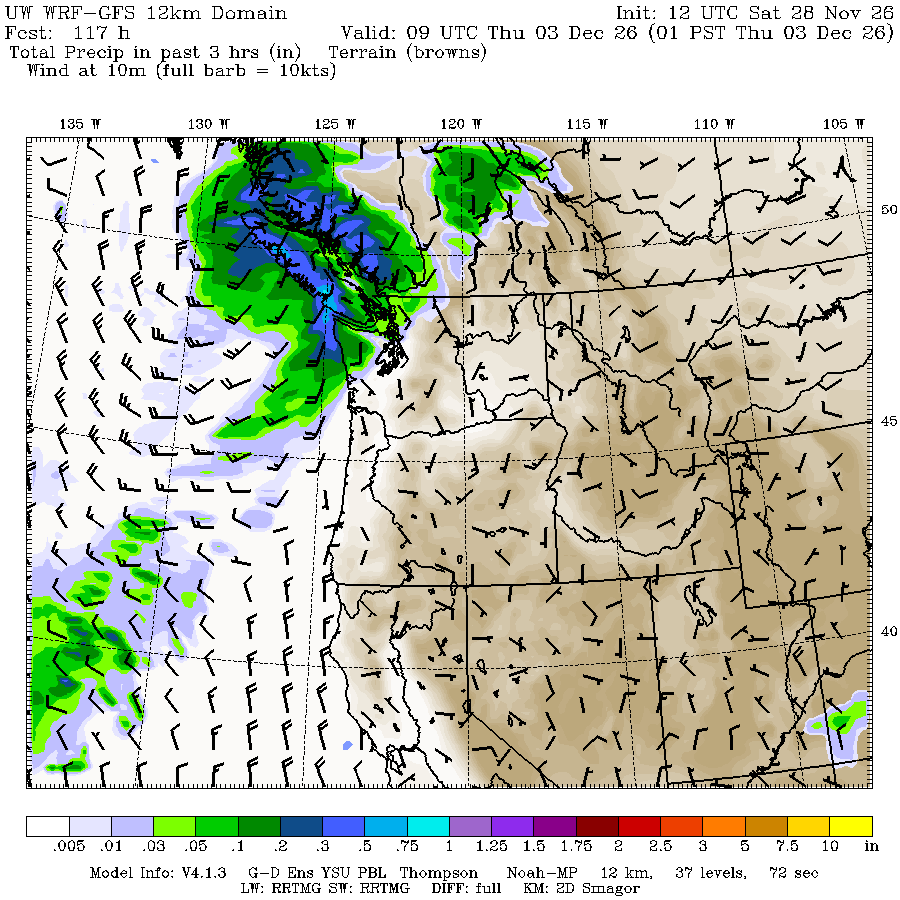 UW WRF-GFS 12km Domain Init: 12 UTC Sat 28 Nov 26
Fcst: 117 h Valid: 09 UTC Thu 03 Dec 26 (01 PST Thu 03 Dec 26)
Total Precip in past 3 hrs (in) Terrain (browns)
Wind at 10m (full barb = 10kts)
135 W 130 W 125 W 120 W 115 W 110 W 105 W
50
45
40
.005 .01 .03 .05 .1 .2 .3 .5 .75 1 1.25 1.5 1.75 2 2.5 3 5 7.5 10 in
Model Info: V4.1.3 G-D Ens YSU PBL Thompson Noah-MP 12 km, 37 levels, 72 sec
LW: RRTMG SW: RRTMG DIFF: full KM: 2D Smagor